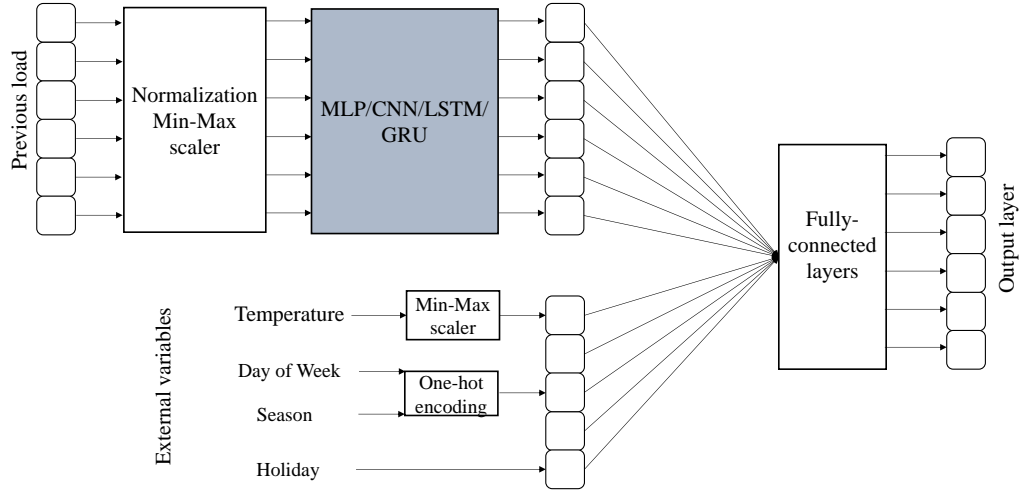 Previous load
Normalization
Min-Max
scaler
MLP/CNN/LSTM/
GRU
Fully-
connected
layers
Output layer
External variables
Temperature
Min-Max
scaler
Day of Week
One-hot
encoding
Season
Holiday